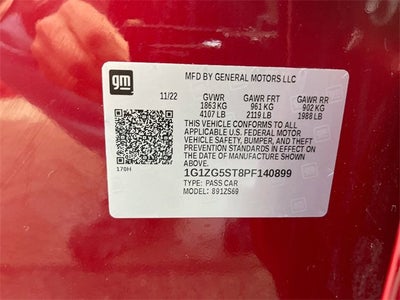 gm
MFD BY GENERAL MOTORS LLC
11/22 GVWR GAWR FRT GAWR RR
1863 KG 961 KG 902 KG
4107 LB 2119 LB 1988 LB
THIS VEHICLE CONFORMS TO ALL
APPLICABLE U.S. FEDERAL MOTOR
VEHICLE SAFETY, BUMPER, AND THEFT
PREVENTION STANDARDS IN EFFECT ON
THE DATE OF MANUFACTURE SHOWN ABOVE.
170H
1G1ZG5ST8PF140899
TYPE: PASS CAR
MODEL: 891ZS69